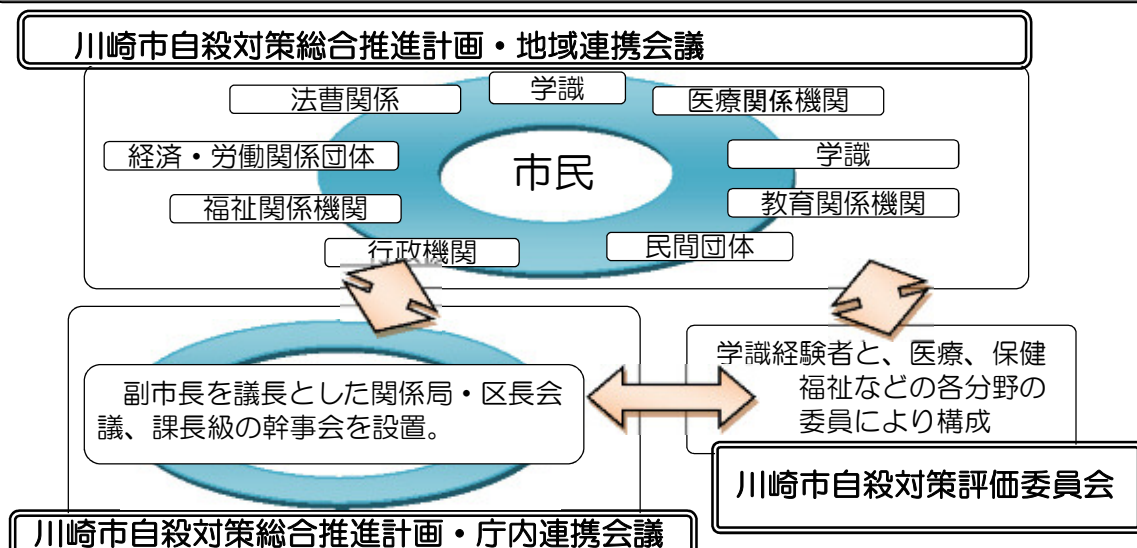 川崎市自殺対策総合推進計画・地域連携会議
学識
法曹関係
医療関係機関
経済・労働関係団体
学識
市民
福祉関係機関
教育関係機関
行政機関
民間団体
副市長を議長とした関係局・区長会
議、課長級の幹事会を設置。
学識経験者と、医療、保健
福祉などの各分野の
委員により構成
川崎市自殺対策評価委員会
川崎市自殺対策総合推進計画・庁内連携会議